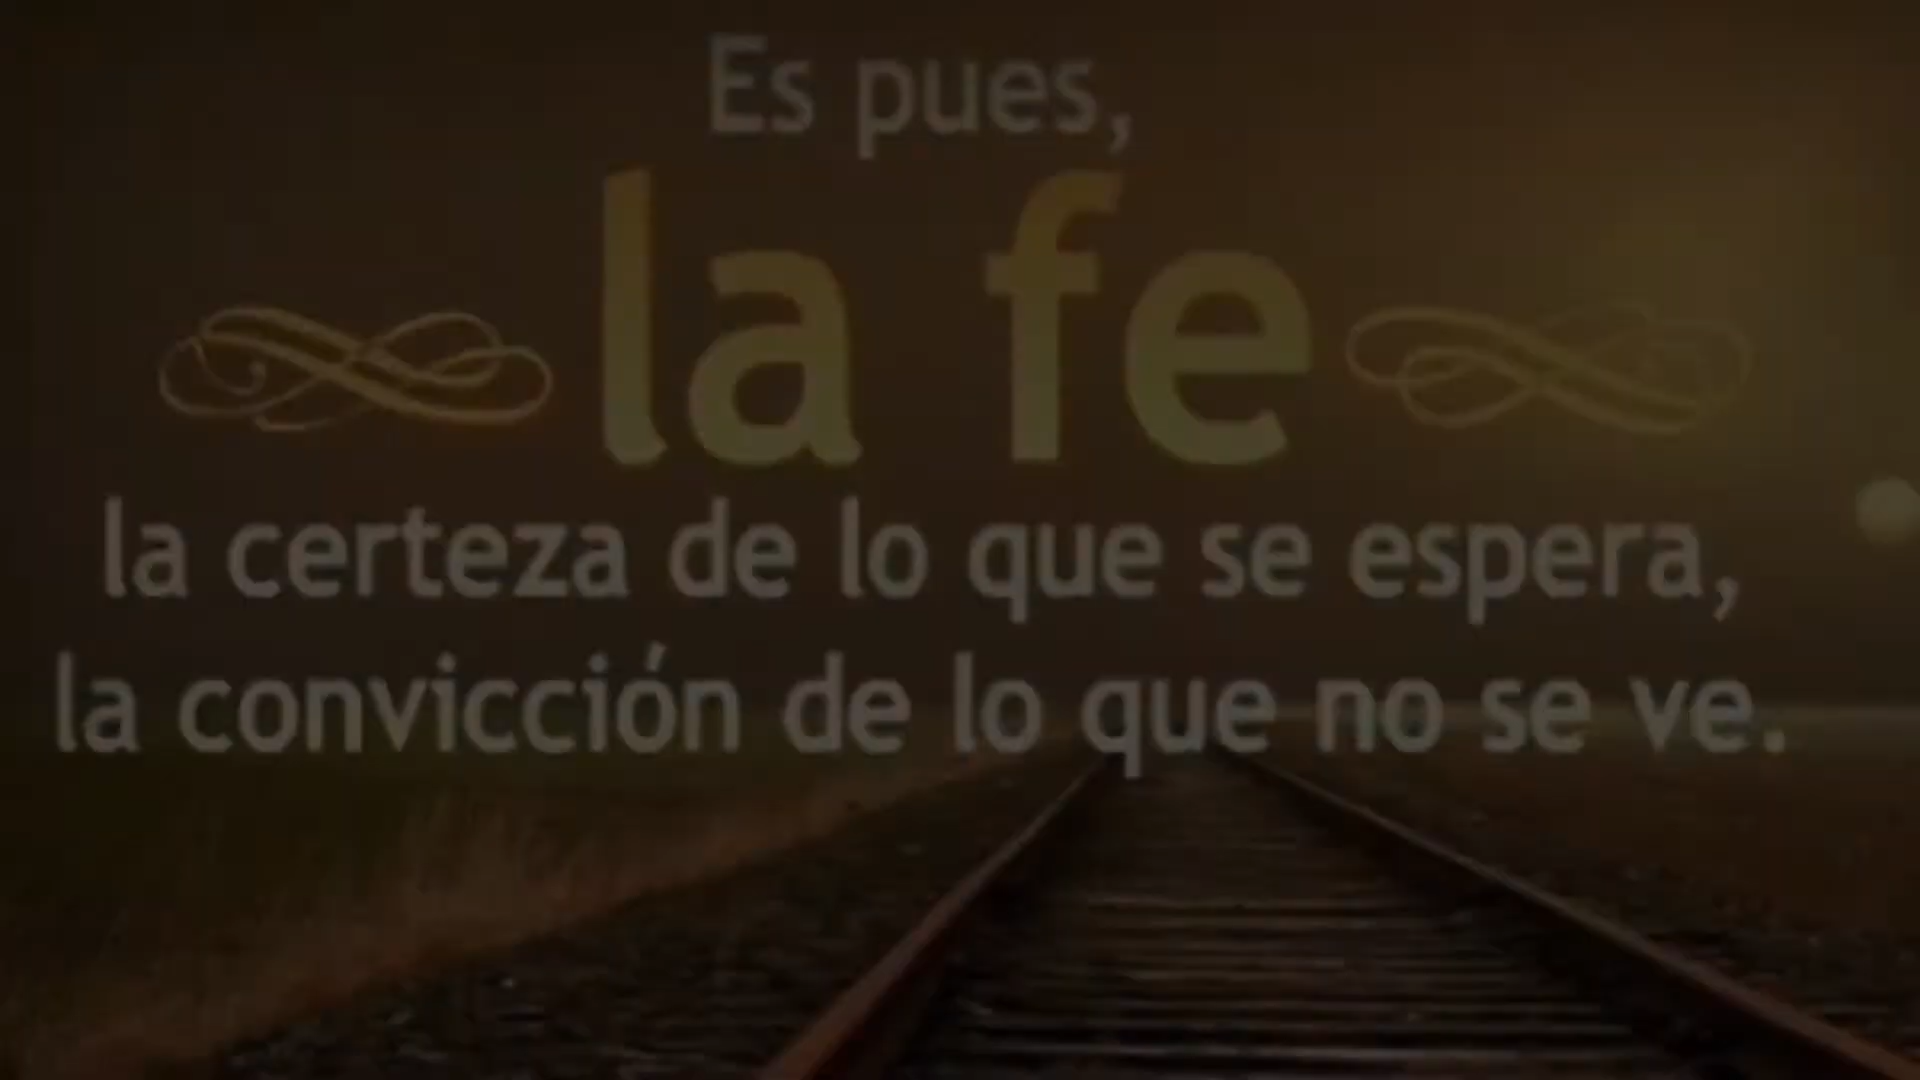 Es pues,
la fe
la certeza de lo que se espera,
la convicción de lo que no se ve.